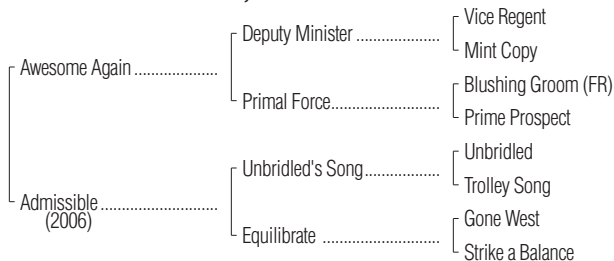 Vice Regent
Deputy Minister ..................
Mint Copy
Awesome Again ..................
Blushing Groom (FR)
Primal Force.......................
Prime Prospect
Unbridled
Unbridled's Song................
Trolley Song
Admissible .........................
(2006)
Gone West
Equilibrate .........................
Strike a Balance